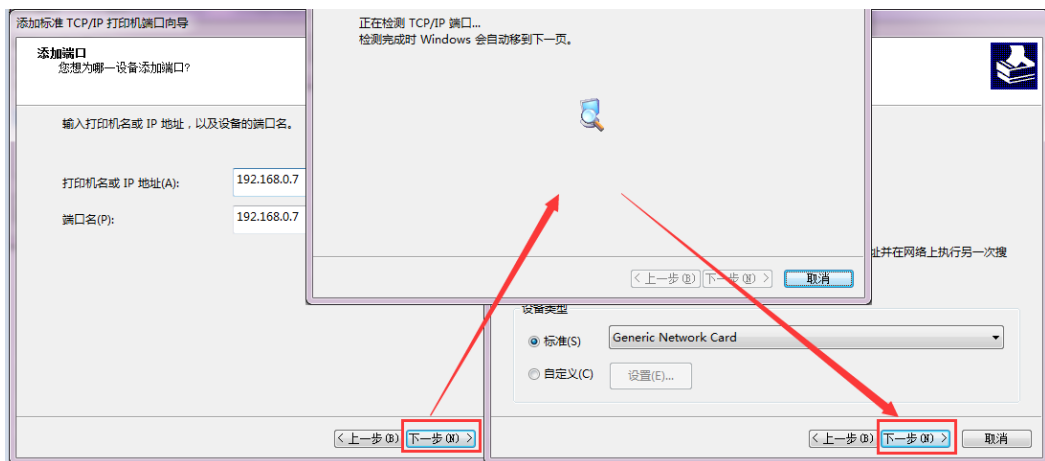 添加标准 TCP/IP 打印机端口向导
添加端口
您想为哪一设备添加端口?
输入打印机名或 IP 地址，以及设备的端口名。
打印机名或 IP 地址(A):
192.168.0.7
端口名(P):
192.168.0.7
<上一步(B)
下一步(N) >
正在检测 TCP/IP 端口...
检测完成时 Windows 会自动移到下一页。
<上一步(B)
下一步(N) >
取消
址并在网络上执行另一次搜
设备类型
标准(S)
Generic Network Card
自定义(C)
设置(E)...
<上一步(B)
下一步(N) >
取消